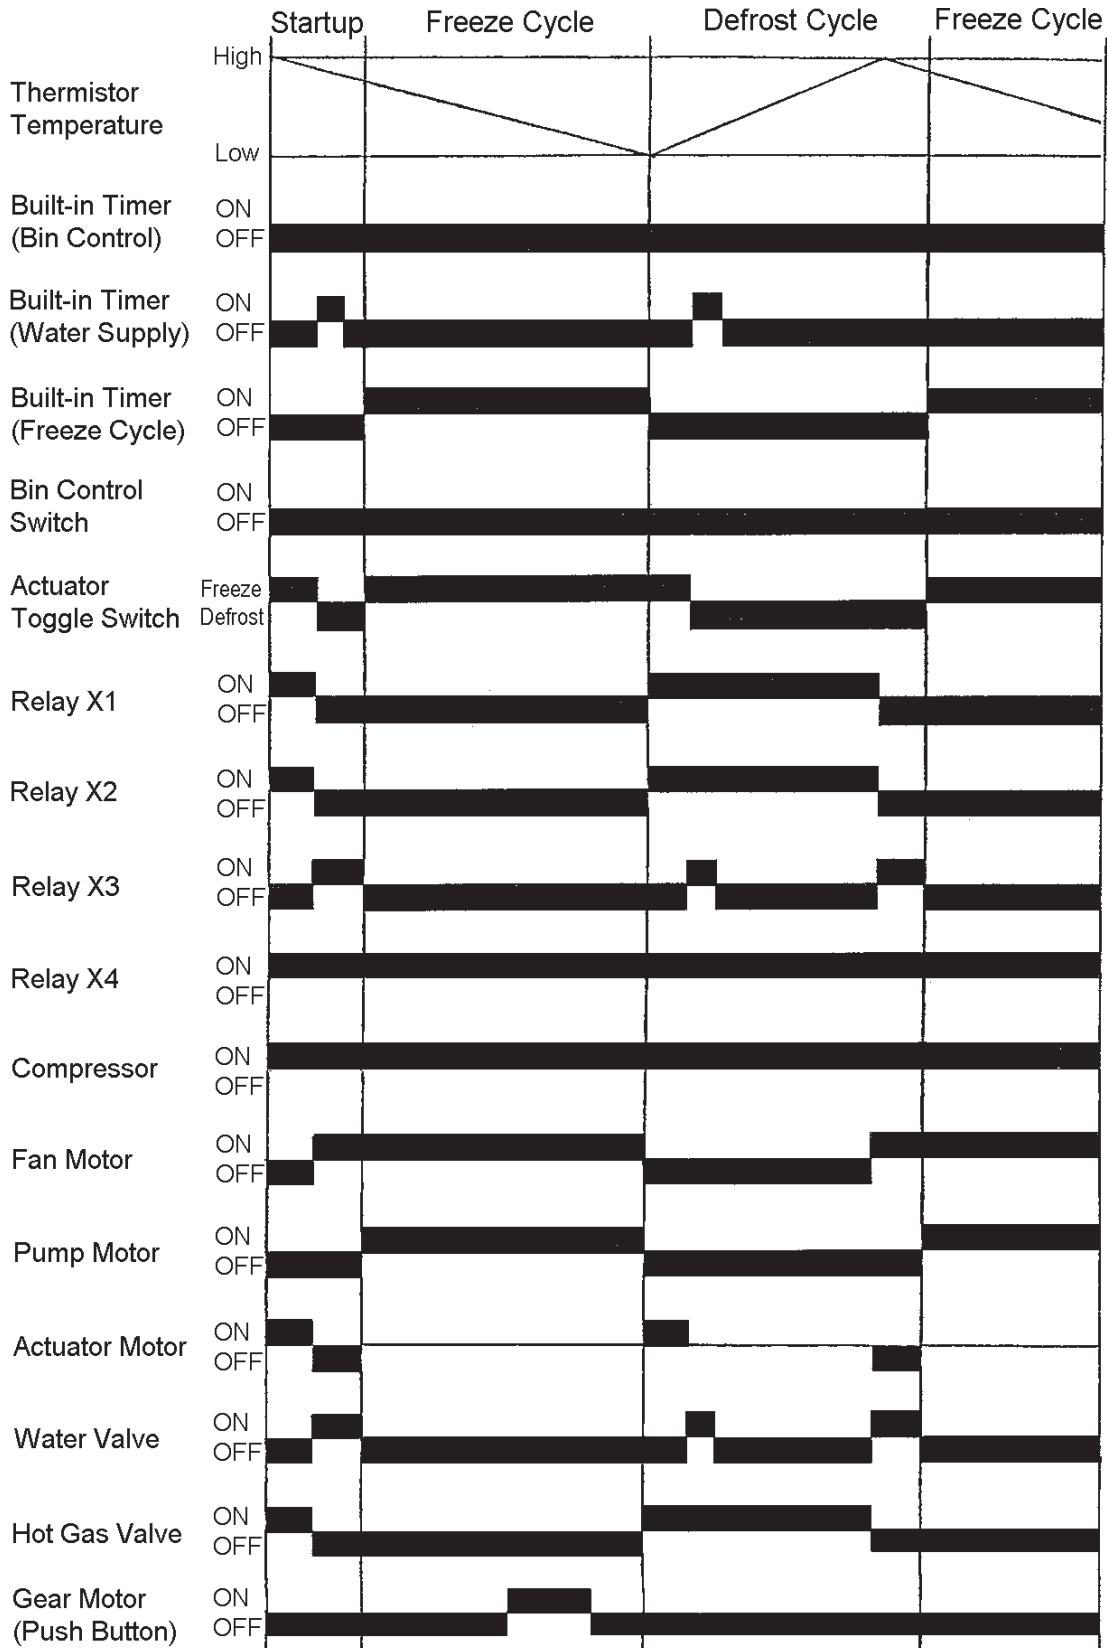 Startup Freeze Cycle Defrost Cycle Freeze Cycle
High
Thermistor
Temperature
Low
Built-in Timer ON
(Bin Control) OFF
Built-in Timer ON
(Water Supply) OFF
Built-in Timer ON
(Freeze Cycle) OFF
Bin Control ON
Switch OFF
Actuator Freeze
Toggle Switch Defrost
ON
Relay X1
OFF
ON
Relay X2
OFF
ON
Relay X3
OFF
ON
Relay X4
OFF
ON
Compressor
OFF
ON
Fan Motor
OFF
ON
Pump Motor
OFF
ON
Actuator Motor
OFF
ON
Water Valve
OFF
ON
Hot Gas Valve
OFF
Gear Motor ON
(Push Button) OFF